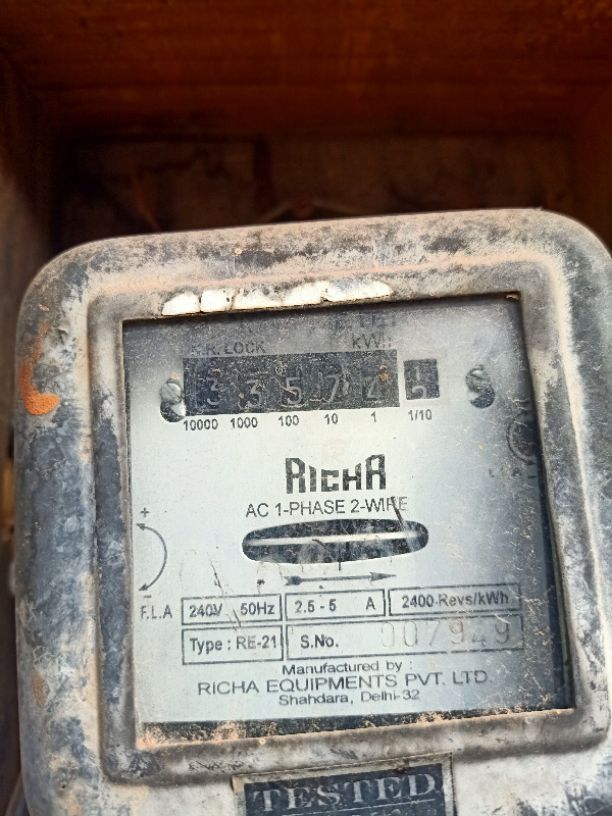 R. LOCK kWh
3 3 5 7 4
10000 1000 100 10 1 1/10
RICHA
AC 1-PHASE 2-WIRE
+
−
F.L.A 240V 50Hz 2.5 - 5 A 2400 Revs/kWh
Type : RE-21 S.No. 007949
Manufactured by :
RICHA EQUIPMENTS PVT. LTD.
Shahdara, Delhi-32
TESTED